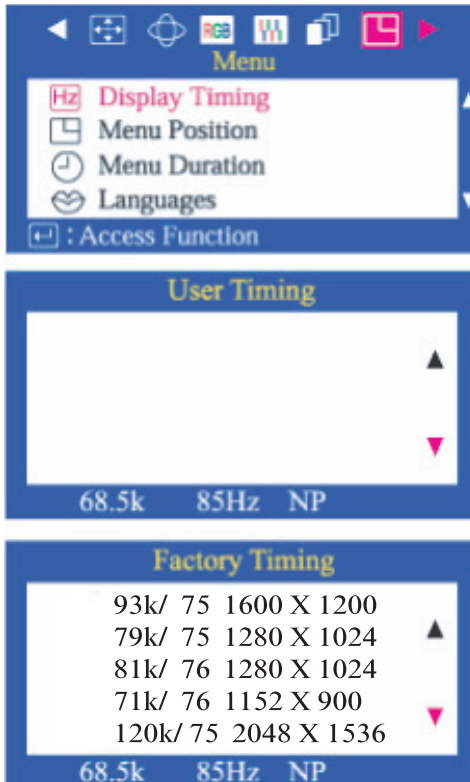 RGB
Menu
Hz Display Timing
Menu Position
Menu Duration
Languages
: Access Function
User Timing
68.5k 85Hz NP
Factory Timing
93k/ 75 1600 X 1200
79k/ 75 1280 X 1024
81k/ 76 1280 X 1024
71k/ 76 1152 X 900
120k/ 75 2048 X 1536
68.5k 85Hz NP